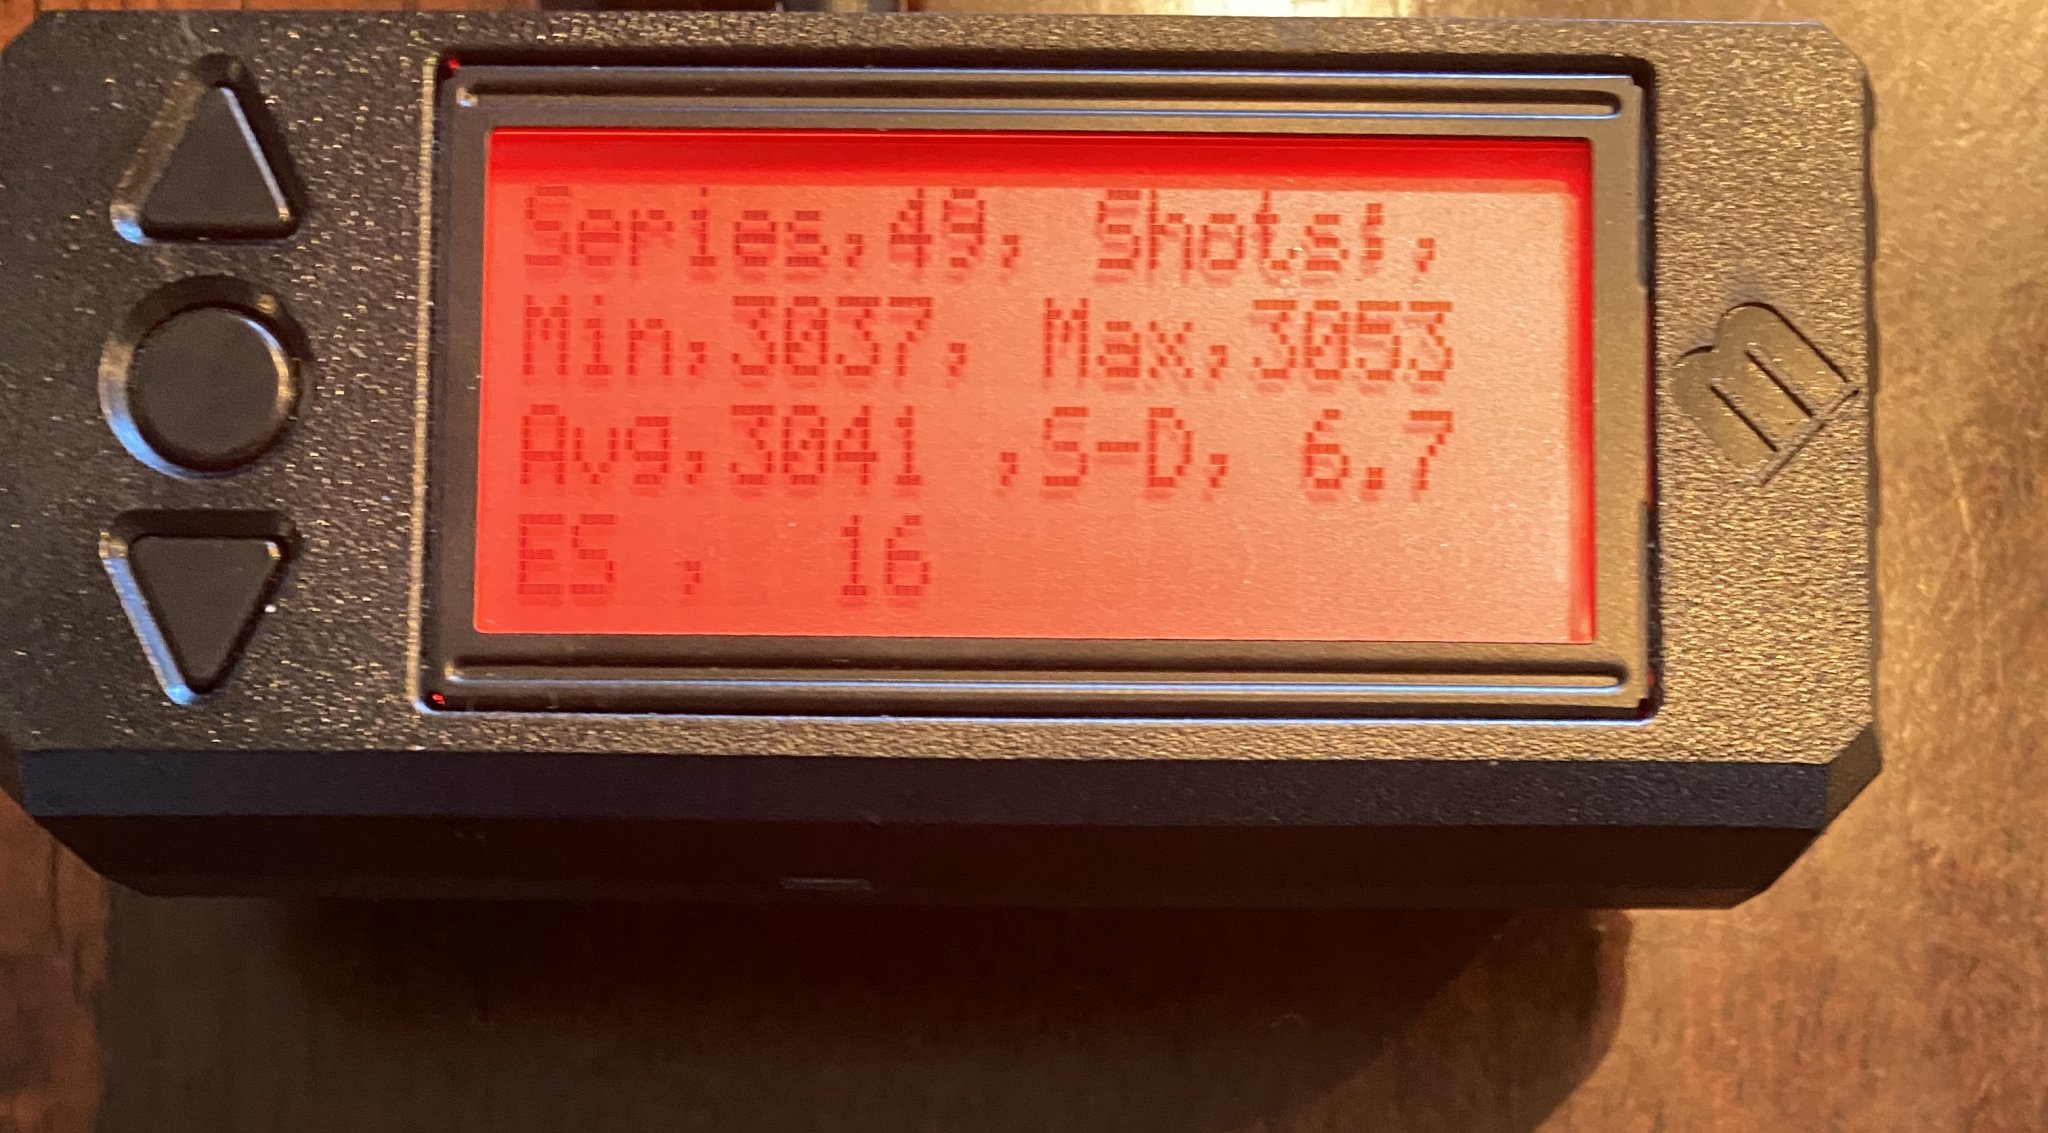 Series,49, Shots:,
Min,3037, Max,3053
Avg,3041 ,S-D, 6.7
ES , 16